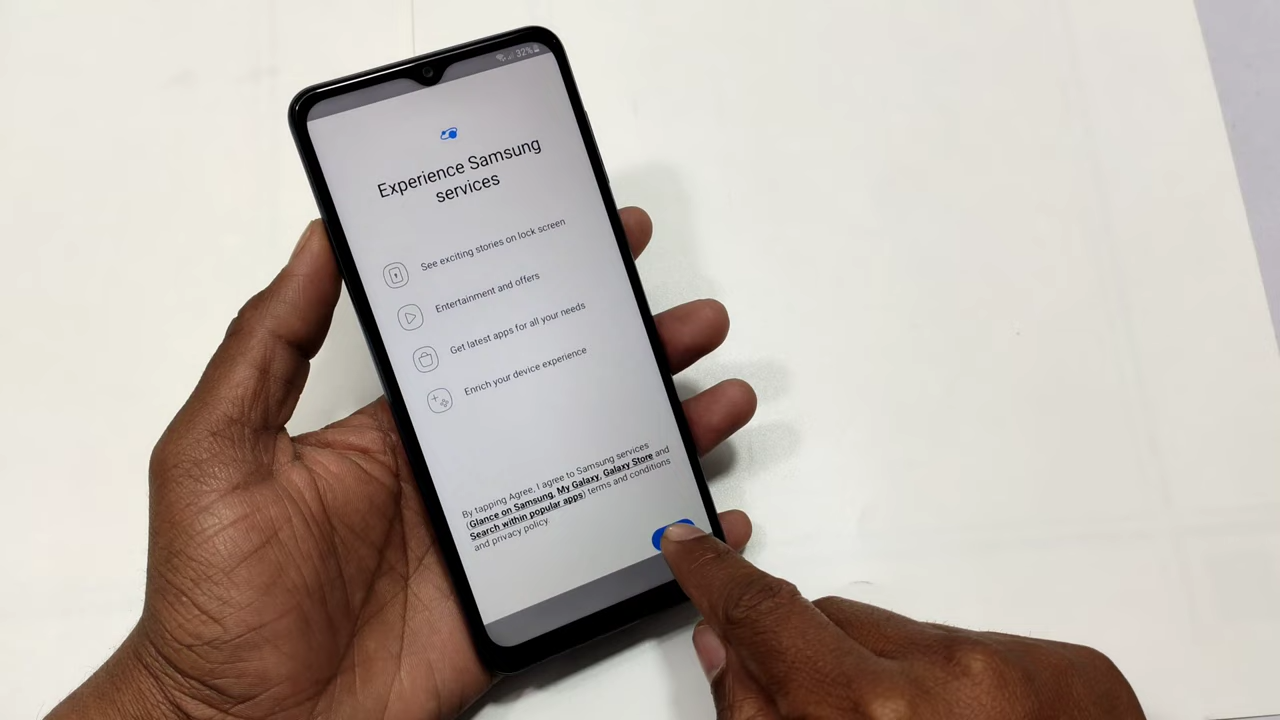 32%
Experience Samsung
services
See exciting stories on lock screen
Entertainment and offers
Get latest apps for all your needs
Enrich your device experience
By tapping Agree, I agree to Samsung services
(Glance on Samsung, My Galaxy, Galaxy Store and
Search within popular apps) terms and conditions
and privacy policy